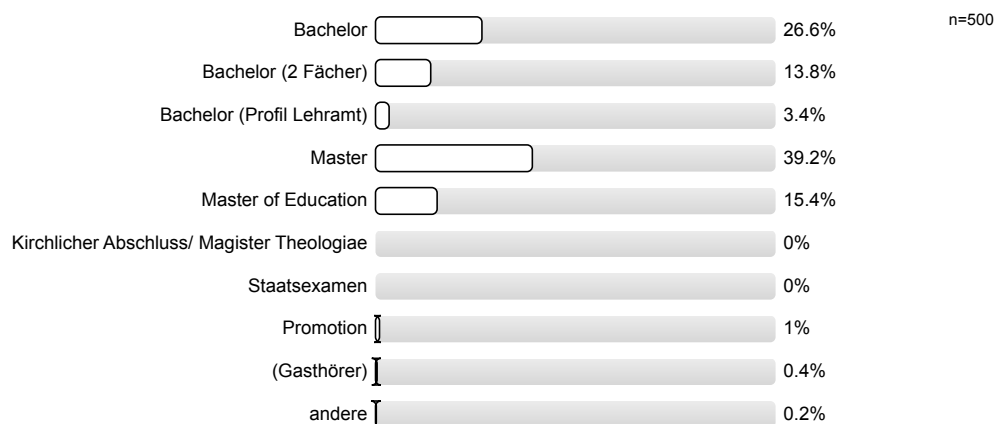 n=500
Bachelor 26.6%
Bachelor (2 Fächer) 13.8%
Bachelor (Profil Lehramt) 3.4%
Master 39.2%
Master of Education 15.4%
Kirchlicher Abschluss/ Magister Theologiae 0%
Staatsexamen 0%
Promotion 1%
(Gasthörer) 0.4%
andere 0.2%